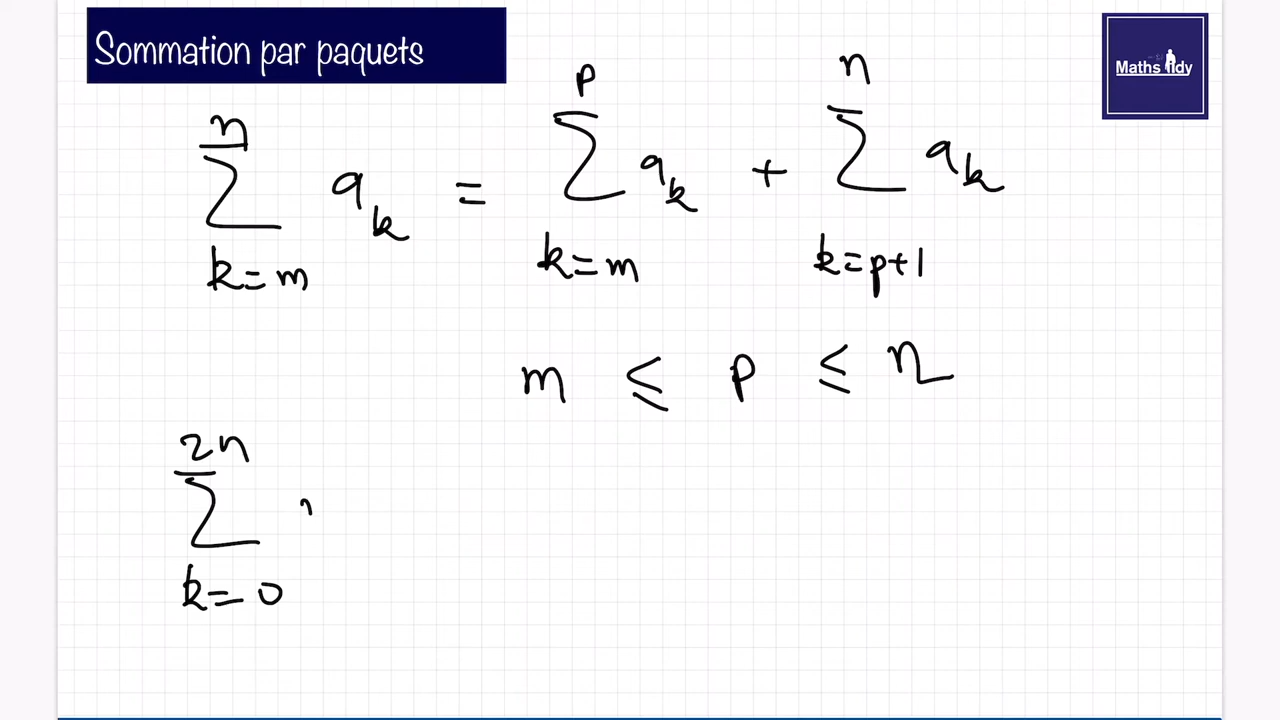 Sommation par paquets
Maths
n p n
∑ a_k = ∑ a_k + ∑ a_k
k=m k=m k=p+1
m ≤ p ≤ n
2n
∑
k=0